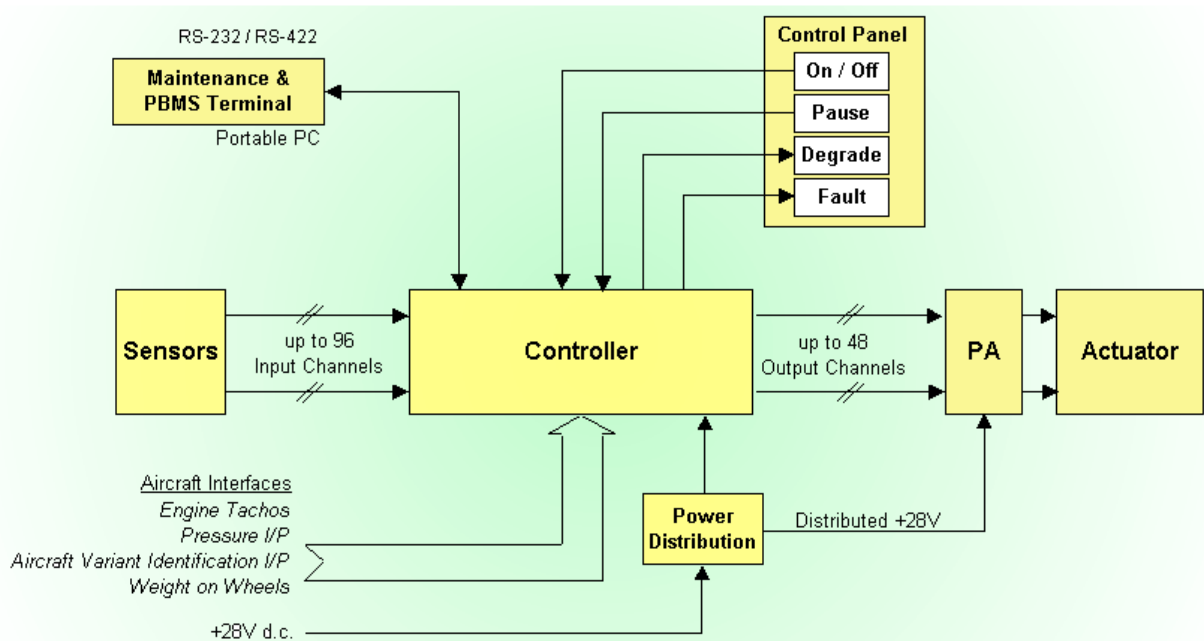 RS-232 / RS-422
Maintenance &
PBMS Terminal
Portable PC
Control Panel
On / Off
Pause
Degrade
Fault
Sensors
up to 96
Input Channels
Controller
up to 48
Output Channels
PA
Actuator
Aircraft Interfaces
Engine Tachos
Pressure I/P
Aircraft Variant Identification I/P
Weight on Wheels
+28V d.c.
Power
Distribution
Distributed +28V